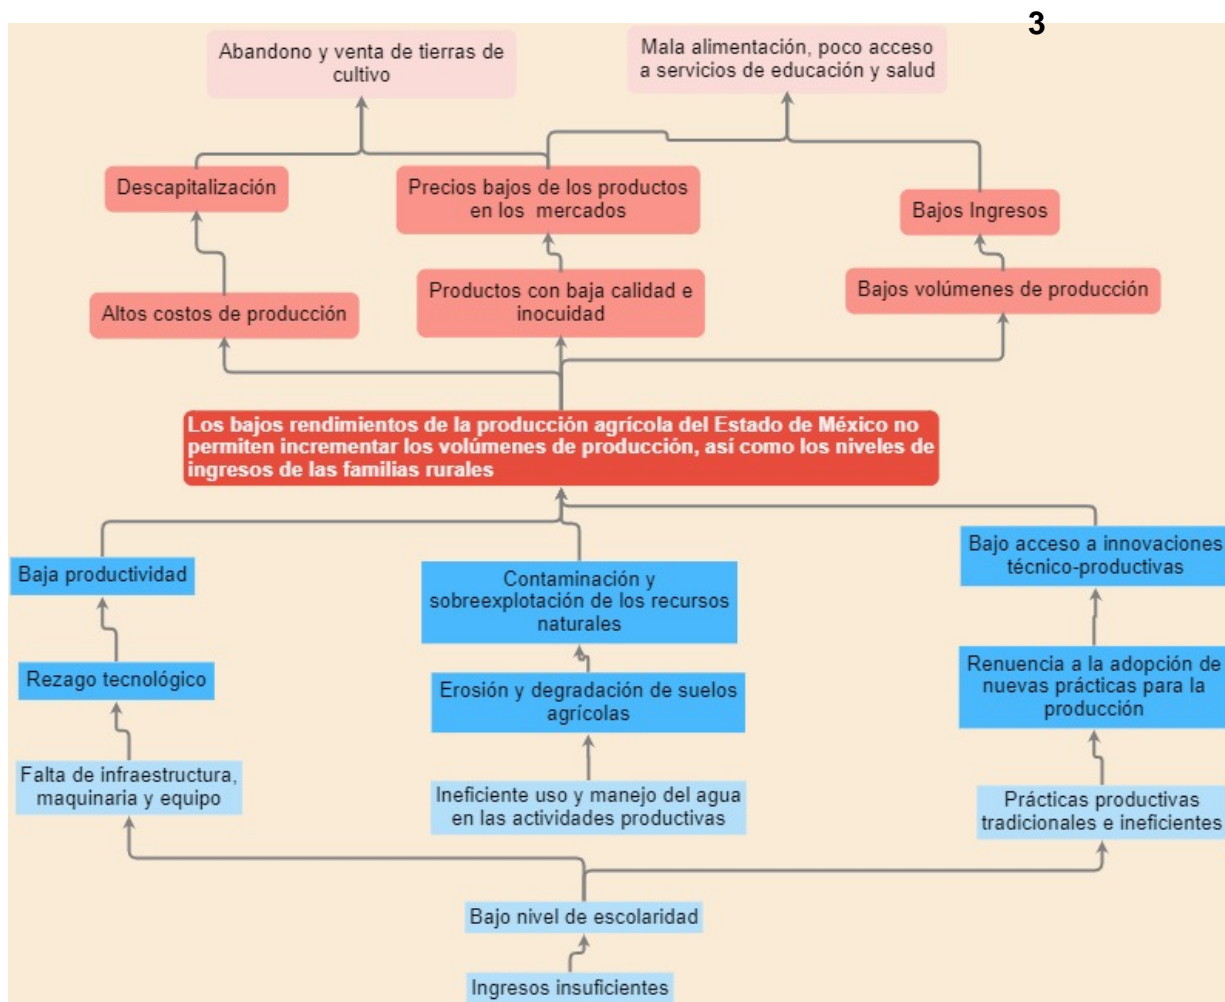 3
Abandono y venta de tierras de
cultivo
Mala alimentación, poco acceso
a servicios de educación y salud
Descapitalización
Precios bajos de los productos
en los mercados
Bajos Ingresos
Altos costos de producción
Productos con baja calidad e
inocuidad
Bajos volúmenes de producción
Los bajos rendimientos de la producción agrícola del Estado de México no
permiten incrementar los volúmenes de producción, así como los niveles de
ingresos de las familias rurales
Baja productividad
Contaminación y
sobreexplotación de los recursos
naturales
Bajo acceso a innovaciones
técnico-productivas
Rezago tecnológico
Erosión y degradación de suelos
agrícolas
Renuencia a la adopción de
nuevas prácticas para la
producción
Falta de infraestructura,
maquinaria y equipo
Ineficiente uso y manejo del agua
en las actividades productivas
Prácticas productivas
tradicionales e ineficientes
Bajo nivel de escolaridad
Ingresos insuficientes